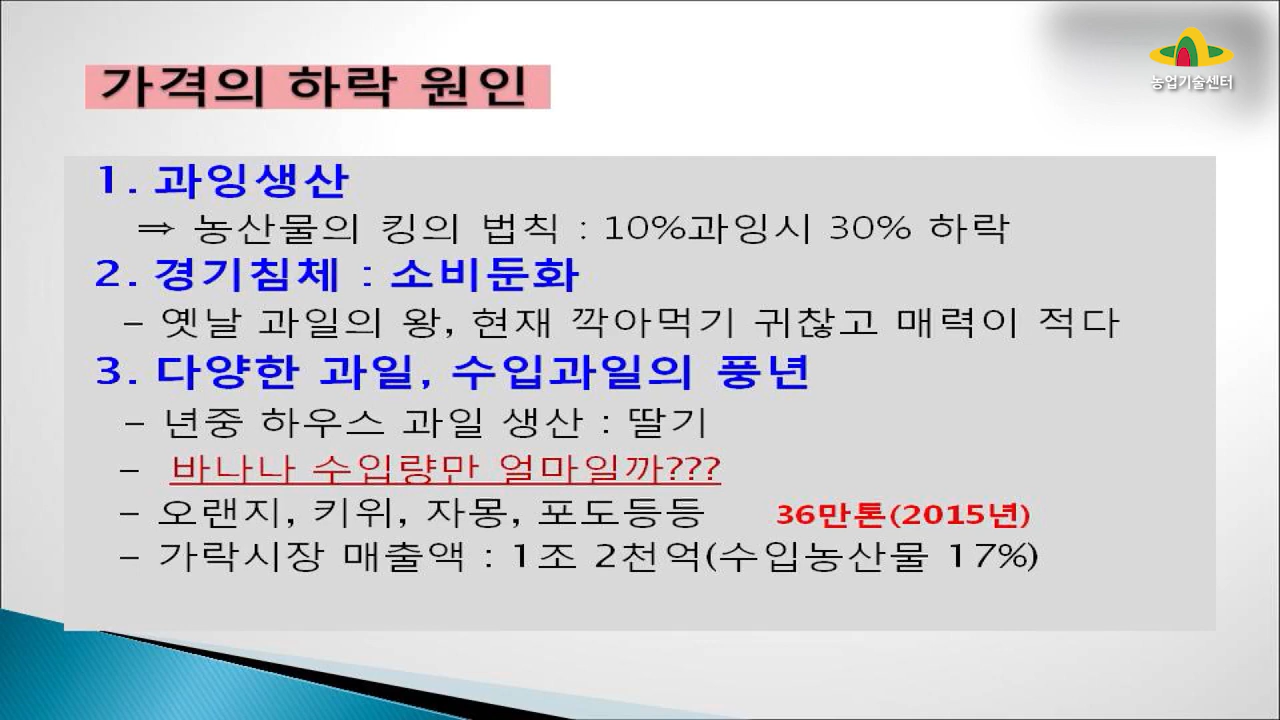 가격의 하락 원인
농업기술센터
1. 과잉생산
⇒ 농산물의 킹의 법칙 : 10%과잉시 30% 하락
2. 경기침체 : 소비둔화
– 옛날 과일의 왕, 현재 깍아먹기 귀찮고 매력이 적다
3. 다양한 과일, 수입과일의 풍년
– 년중 하우스 과일 생산 : 딸기
– 바나나 수입량만 얼마일까???
– 오랜지, 키위, 자몽, 포도등등 36만톤(2015년)
– 가락시장 매출액 : 1조 2천억(수입농산물 17%)